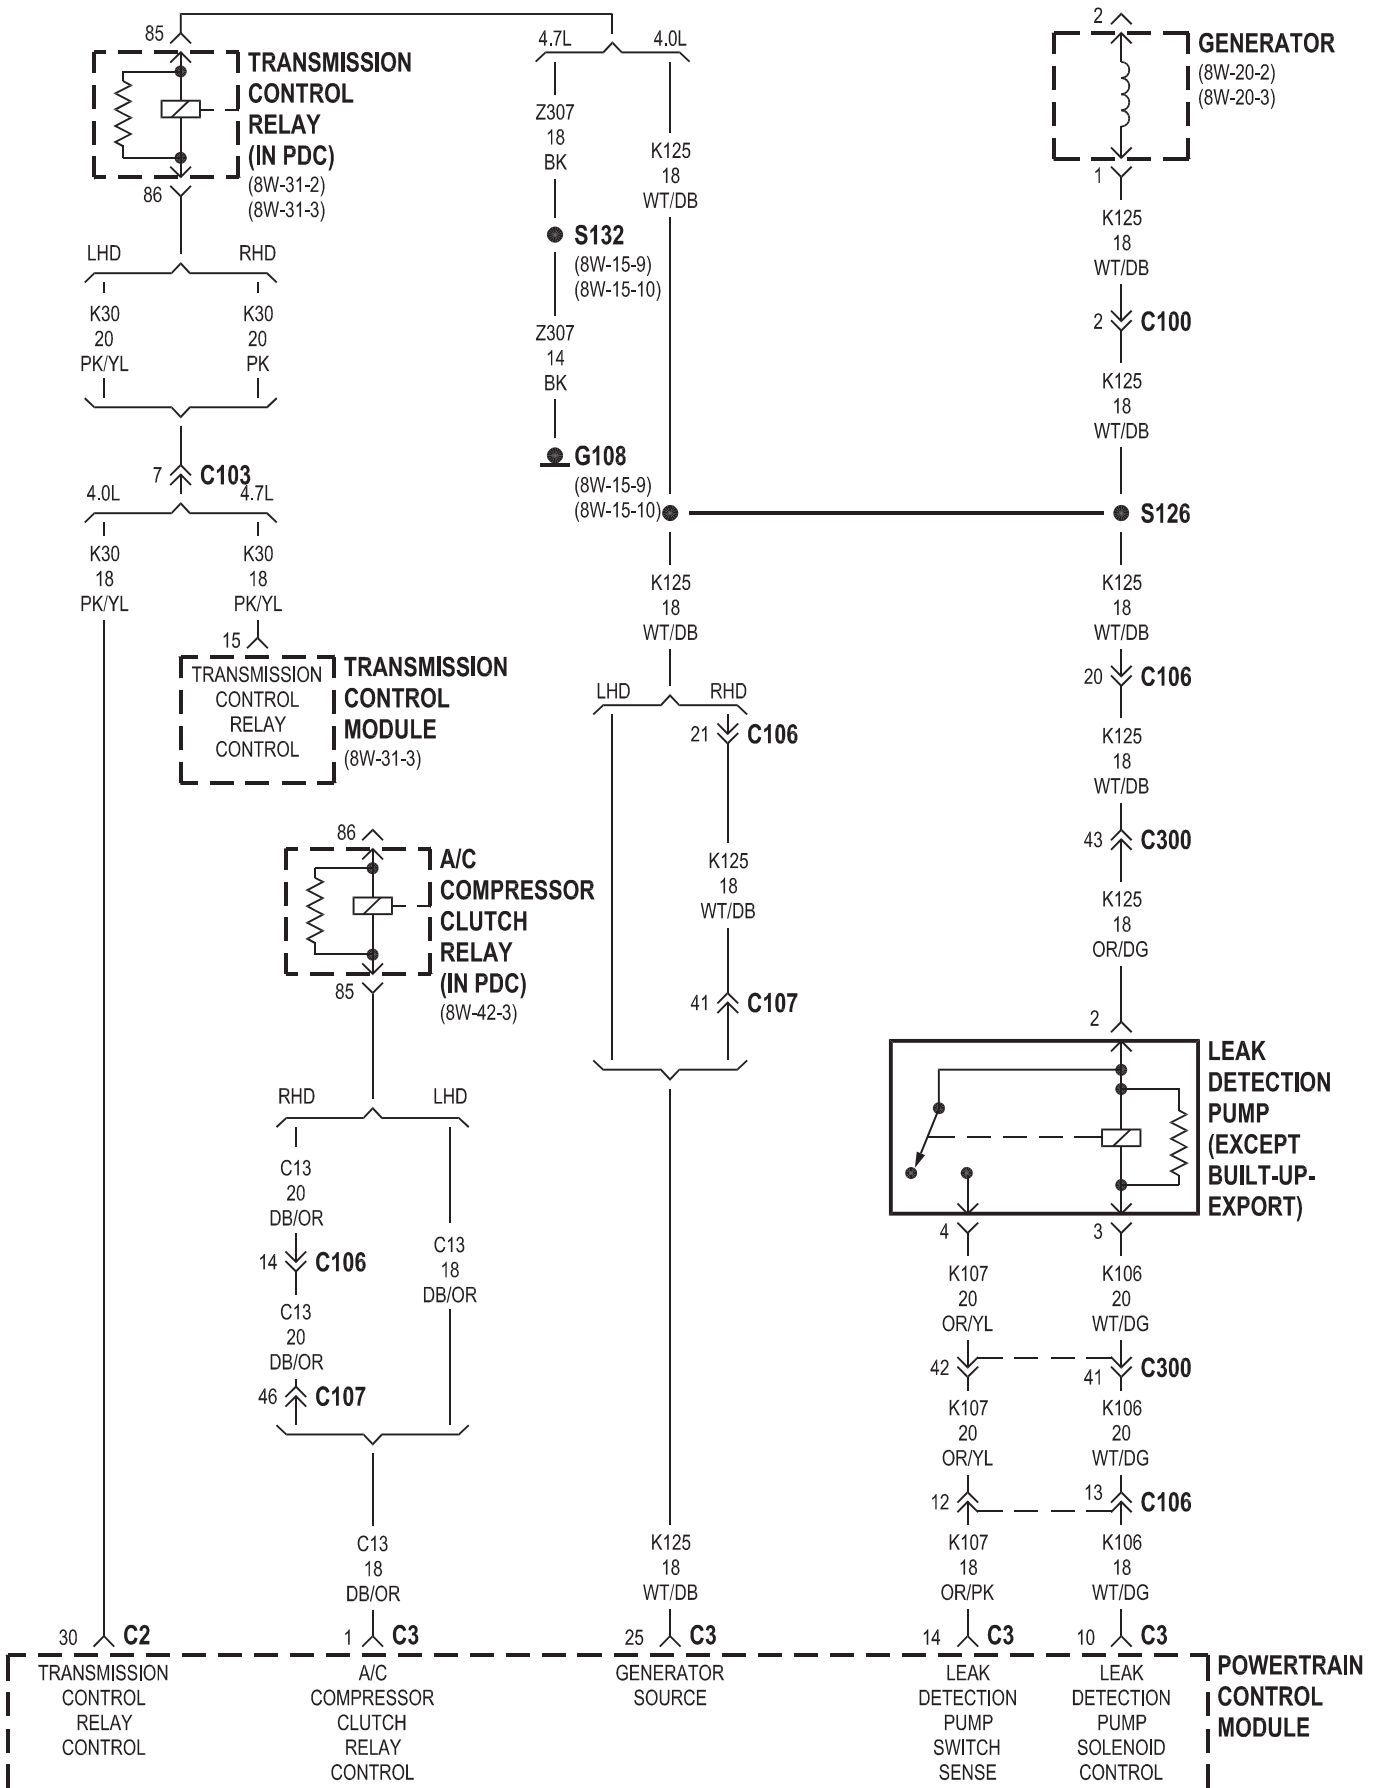 85
TRANSMISSION
CONTROL
RELAY
(IN PDC)
(8W-31-2)
(8W-31-3)
86
LHD
RHD
K30
20
PK/YL
K30
20
PK
7
C103
4.0L
4.7L
K30
18
PK/YL
K30
18
PK/YL
15
TRANSMISSION
CONTROL
RELAY
CONTROL
TRANSMISSION
CONTROL
MODULE
(8W-31-3)
4.7L
4.0L
Z307
18
BK
K125
18
WT/DB
S132
(8W-15-9)
(8W-15-10)
Z307
14
BK
G108
(8W-15-9)
(8W-15-10)
2
GENERATOR
(8W-20-2)
(8W-20-3)
1
K125
18
WT/DB
2
C100
K125
18
WT/DB
S126
K125
18
WT/DB
K125
18
WT/DB
20
C106
LHD
RHD
21
C106
K125
18
WT/DB
43
C300
K125
18
OR/DG
86
A/C
COMPRESSOR
CLUTCH
RELAY
(IN PDC)
(8W-42-3)
85
K125
18
WT/DB
41
C107
2
LEAK
DETECTION
PUMP
(EXCEPT
BUILT-UP-
EXPORT)
RHD
LHD
C13
20
DB/OR
14
C106
C13
18
DB/OR
C13
20
DB/OR
46
C107
4
3
K107
20
OR/YL
K106
20
WT/DG
42
41
C300
K107
20
OR/YL
K106
20
WT/DG
12
13
C106
C13
18
DB/OR
K125
18
WT/DB
K107
18
OR/PK
K106
18
WT/DG
30
C2
1
C3
25
C3
14
C3
10
C3
TRANSMISSION
CONTROL
RELAY
CONTROL
A/C
COMPRESSOR
CLUTCH
RELAY
CONTROL
GENERATOR
SOURCE
LEAK
DETECTION
PUMP
SWITCH
SENSE
LEAK
DETECTION
PUMP
SOLENOID
CONTROL
POWERTRAIN
CONTROL
MODULE